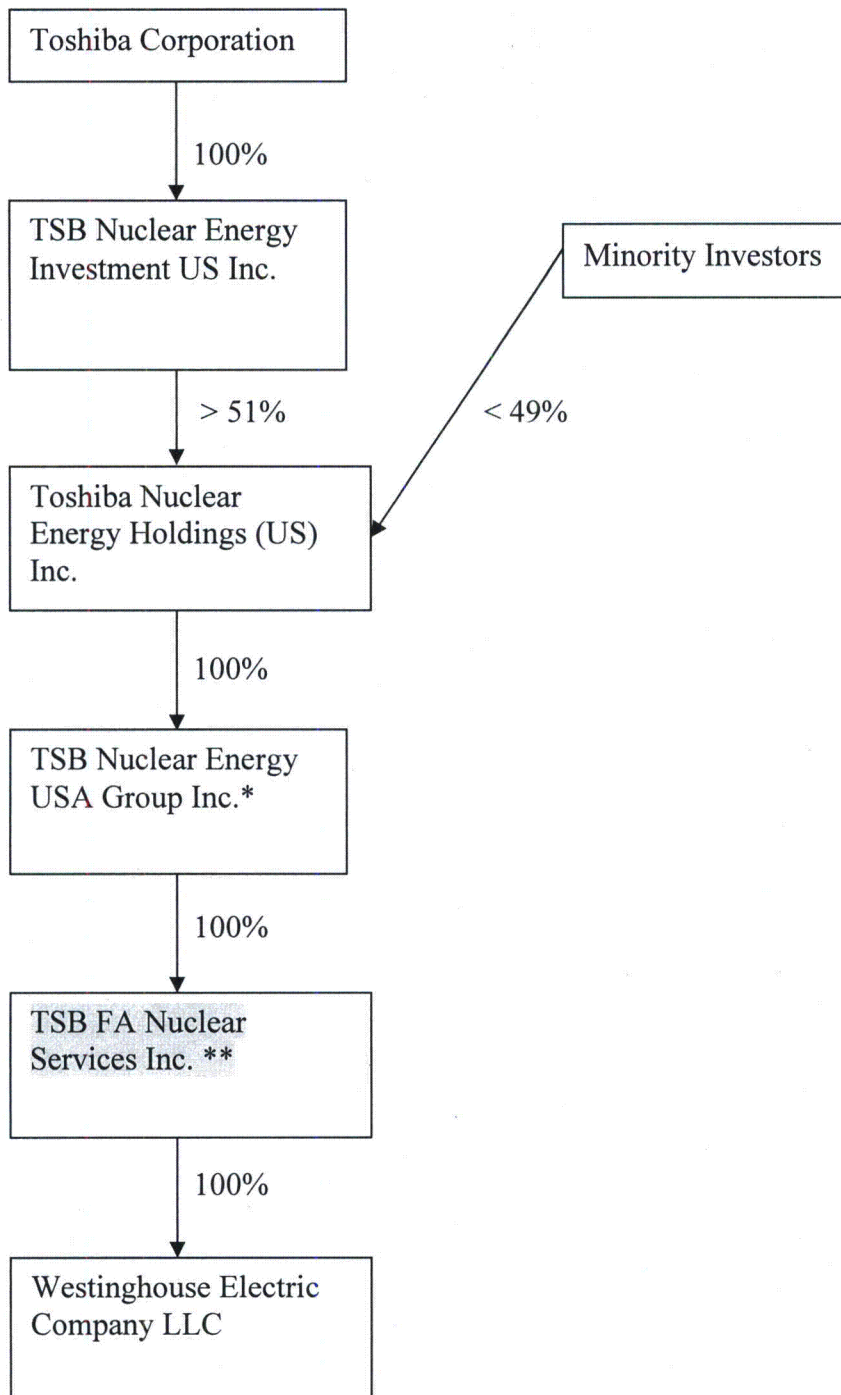 Toshiba Corporation
100%
TSB Nuclear Energy
Investment US Inc.
Minority Investors
> 51%
< 49%
Toshiba Nuclear
Energy Holdings (US)
Inc.
100%
TSB Nuclear Energy
USA Group Inc.*
100%
TSB FA Nuclear
Services Inc. **
100%
Westinghouse Electric
Company LLC